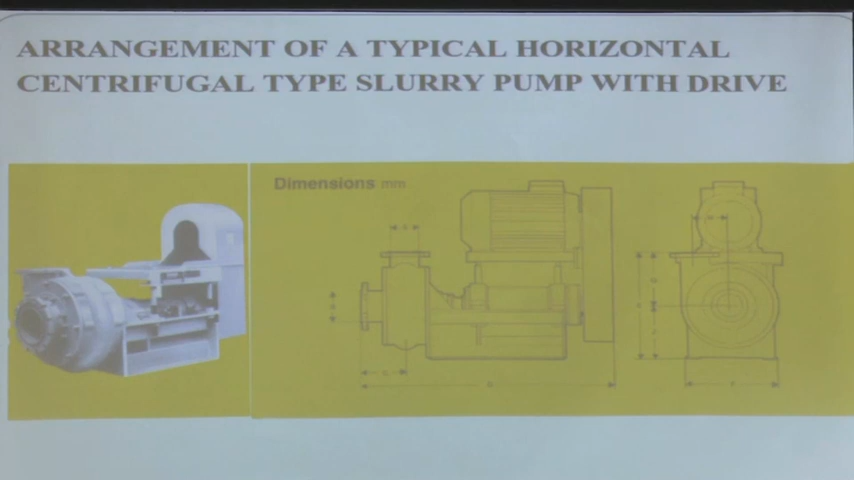 ARRANGEMENT OF A TYPICAL HORIZONTAL
CENTRIFUGAL TYPE SLURRY PUMP WITH DRIVE
Dimensions mm